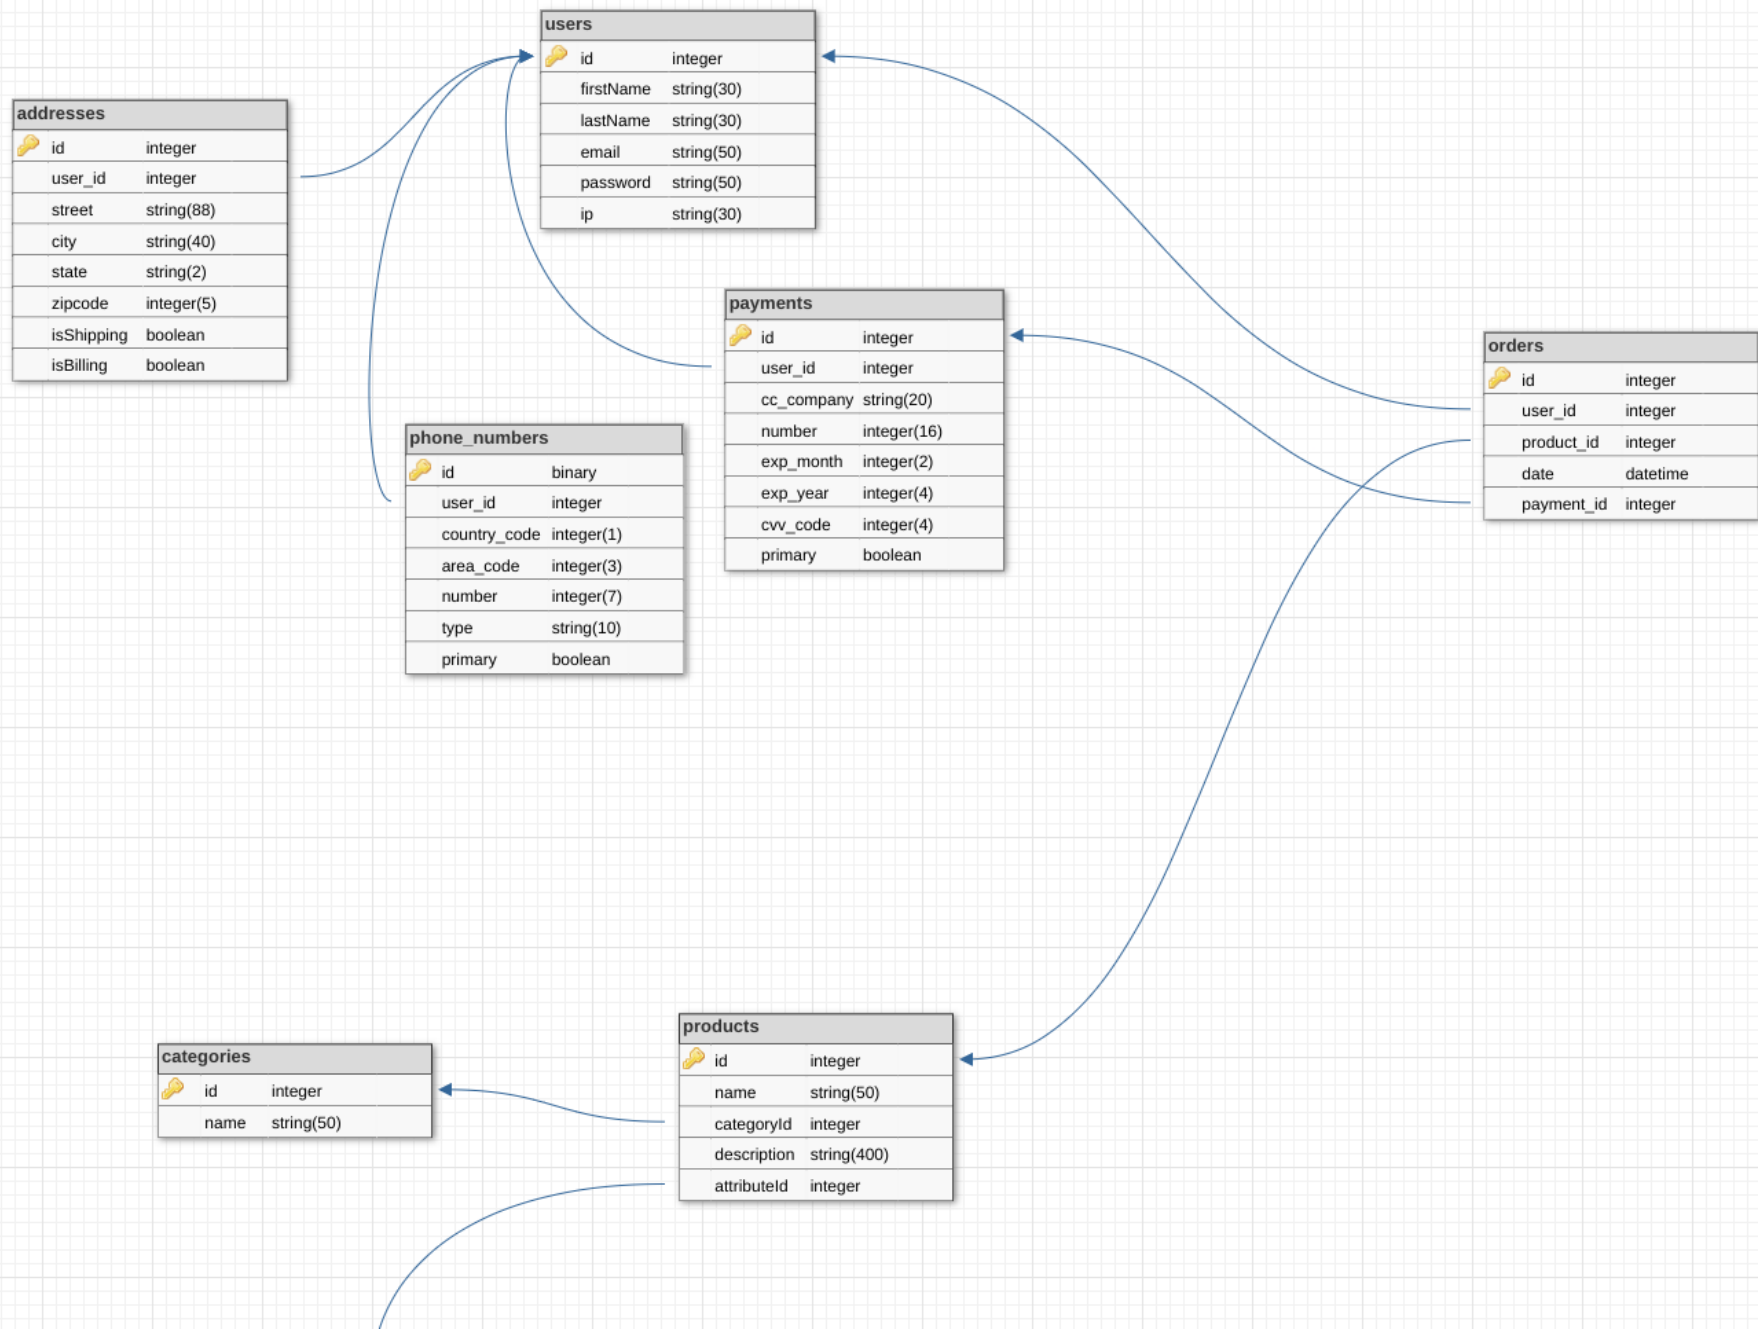 users
id integer
firstName string(30)
lastName string(30)
email string(50)
password string(50)
ip string(30)
addresses
id integer
user_id integer
street string(88)
city string(40)
state string(2)
zipcode integer(5)
isShipping boolean
isBilling boolean
payments
id integer
user_id integer
cc_company string(20)
number integer(16)
exp_month integer(2)
exp_year integer(4)
cvv_code integer(4)
primary boolean
orders
id integer
user_id integer
product_id integer
date datetime
payment_id integer
phone_numbers
id binary
user_id integer
country_code integer(1)
area_code integer(3)
number integer(7)
type string(10)
primary boolean
products
id integer
name string(50)
categoryId integer
description string(400)
attributeId integer
categories
id integer
name string(50)